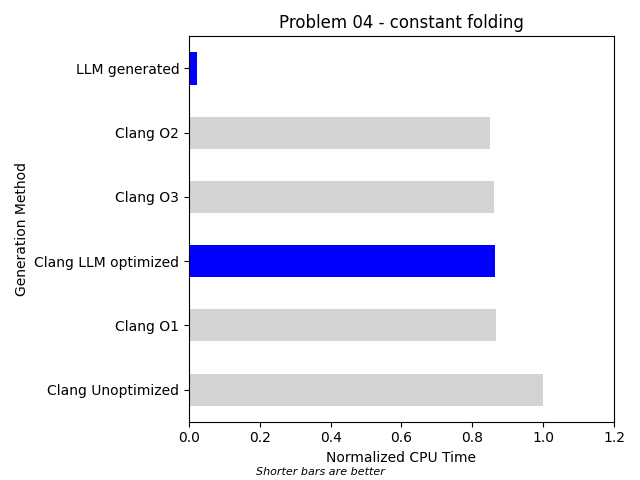 Problem 04 - constant folding
Generation Method
LLM generated
Clang O2
Clang O3
Clang LLM optimized
Clang O1
Clang Unoptimized
0.0 0.2 0.4 0.6 0.8 1.0 1.2
Normalized CPU Time
Shorter bars are better